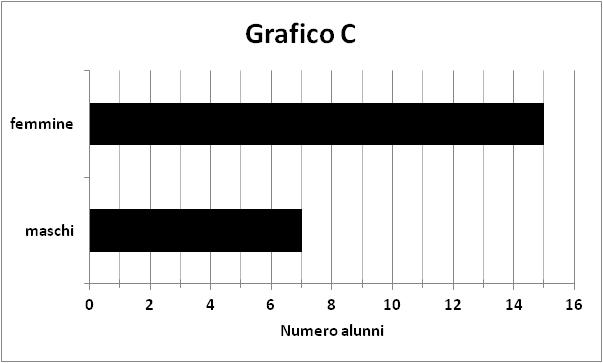 Grafico C
femmine
maschi
0 2 4 6 8 10 12 14 16
Numero alunni